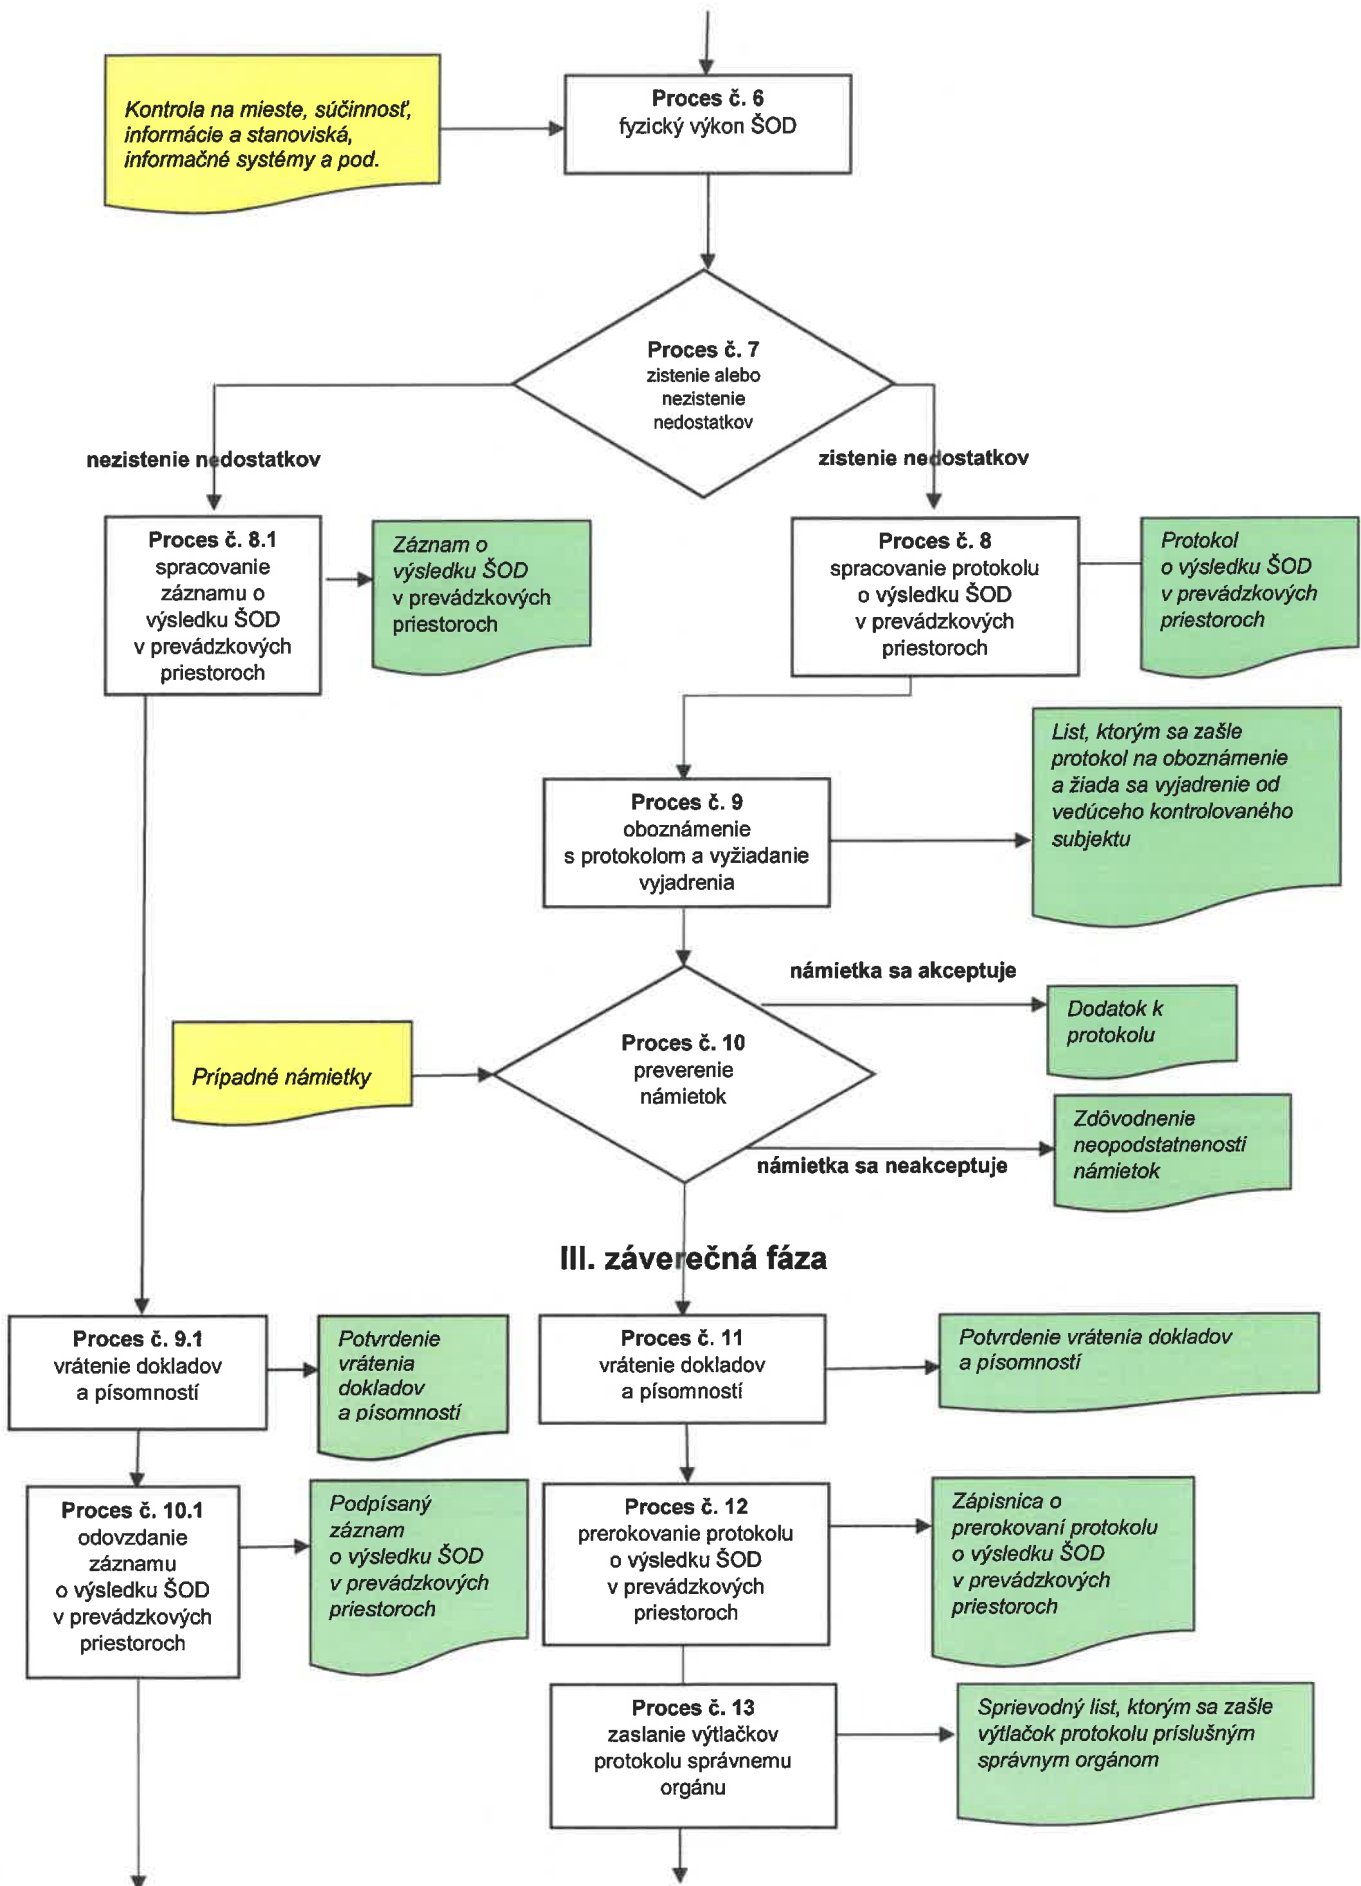 Kontrola na mieste, súčinnosť,
informácie a stanoviská,
informačné systémy a pod.
Proces č. 6
fyzický výkon ŠOD
Proces č. 7
zistenie alebo
nezistenie
nedostatkov
nezistenie nedostatkov
zistenie nedostatkov
Proces č. 8.1
spracovanie
záznamu o
výsledku ŠOD
v prevádzkových
priestoroch
Záznam o
výsledku ŠOD
v prevádzkových
priestoroch
Proces č. 8
spracovanie protokolu
o výsledku ŠOD
v prevádzkových
priestoroch
Protokol
o výsledku ŠOD
v prevádzkových
priestoroch
List, ktorým sa zašle
protokol na oboznámenie
a žiada sa vyjadrenie od
vedúceho kontrolovaného
subjektu
Proces č. 9
oboznámenie
s protokolom a vyžiadanie
vyjadrenia
námietka sa akceptuje
Dodatok k
protokolu
Prípadné námietky
Proces č. 10
preverenie
námietok
námietka sa neakceptuje
Zdôvodnenie
neopodstatnenosti
námietok
III. záverečná fáza
Proces č. 9.1
vrátenie dokladov
a písomností
Potvrdenie
vrátenia
dokladov
a písomností
Proces č. 11
vrátenie dokladov
a písomností
Potvrdenie vrátenia dokladov
a písomností
Proces č. 10.1
odovzdanie
záznamu
o výsledku ŠOD
v prevádzkových
priestoroch
Podpísaný
záznam
o výsledku ŠOD
v prevádzkových
priestoroch
Proces č. 12
prerokovanie protokolu
o výsledku ŠOD
v prevádzkových
priestoroch
Zápisnica o
prerokovaní protokolu
o výsledku ŠOD
v prevádzkových
priestoroch
Proces č. 13
zaslanie výtlačkov
protokolu správnemu
orgánu
Sprievodný list, ktorým sa zašle
výtlačok protokolu príslušným
správnym orgánom